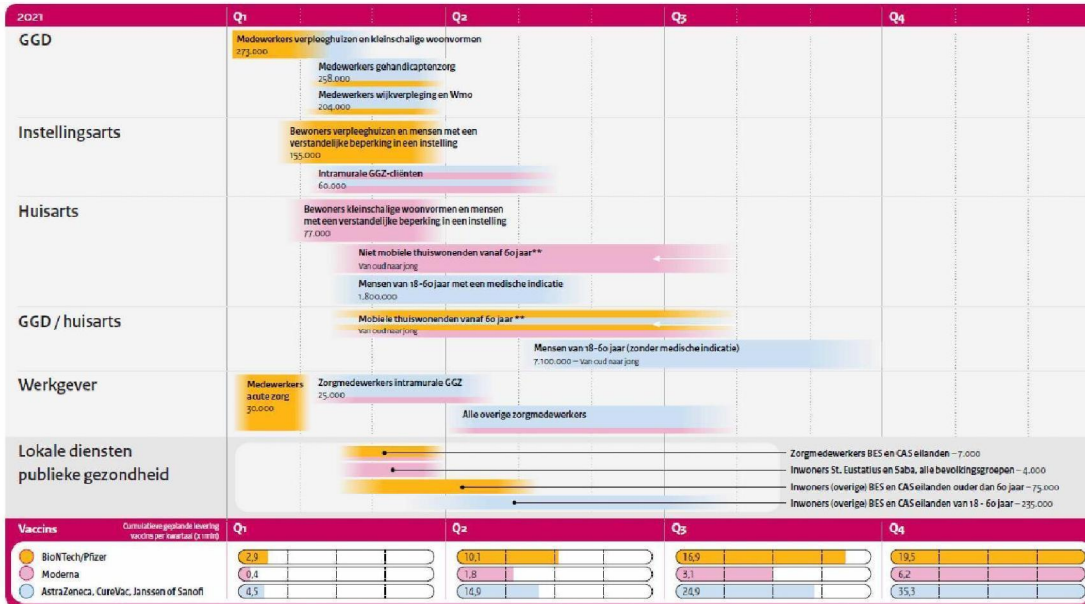 2021 Q1 Q2 Q3 Q4
GGD
Medewerkers verpleeghuizen en kleinschalige woonvormen
273.000
Medewerkers gehandicaptenzorg
258.000
Medewerkers wijkverpleging en Wmo
204.000
Instellingsarts
Bewoners verpleeghuizen en mensen met een
verstandelijke beperking in een instelling
155.000
Intramurale GGZ-cliënten
60.000
Huisarts
Bewoners kleinschalige woonvormen en mensen
met een verstandelijke beperking in een instelling
77.000
Niet mobiele thuiswonenden vanaf 60 jaar**
Van oud naar jong
Mensen van 18-60 jaar met een medische indicatie
1.800.000
GGD / huisarts
Mobiele thuiswonenden vanaf 60 jaar **
Van oud naar jong
Mensen van 18-60 jaar (zonder medische indicatie)
7.100.000 – Van oud naar jong
Werkgever
Medewerkers
acute zorg
30.000
Zorgmedewerkers intramurale GGZ
25.000
Alle overige zorgmedewerkers
Lokale diensten
publieke gezondheid
Zorgmedewerkers BES en CAS eilanden – 7.000
Inwoners St. Eustatius en Saba, alle bevolkingsgroepen – 4.000
Inwoners (overige) BES en CAS eilanden ouder dan 60 jaar – 75.000
Inwoners (overige) BES en CAS eilanden van 18 - 60 jaar – 235.000
Vaccins
Cumulatieve geplande levering
vaccins per kwartaal (x 1 mln)
Q1 Q2 Q3 Q4
BioNTech/Pfizer 2,9 10,1 16,9 19,5
Moderna 0,4 1,8 3,1 6,2
AstraZeneca, CureVac, Janssen of Sanofi 4,5 14,9 24,9 35,3